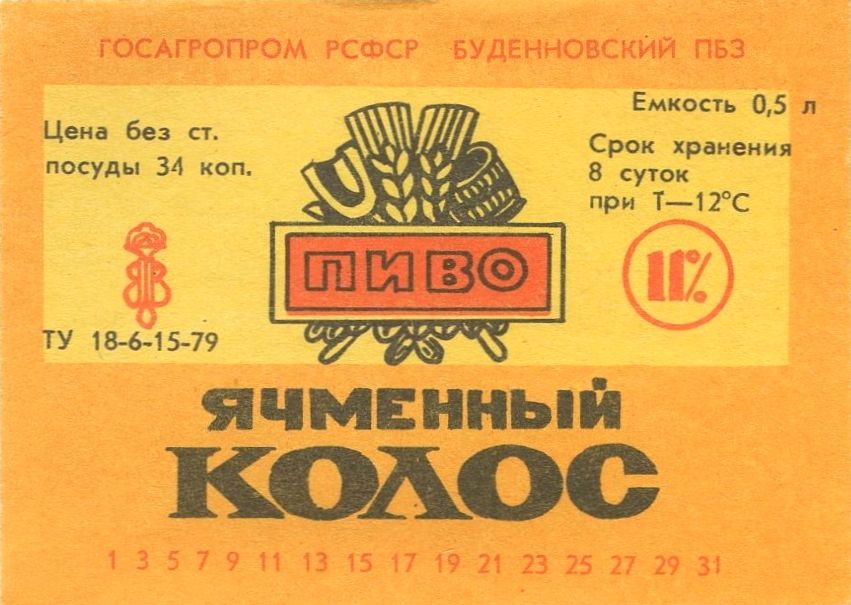 ГОСАГРОПРОМ РСФСР БУДЕННОВСКИЙ ПБЗ
Цена без ст.
посуды 34 коп.
Емкость 0,5 л
Срок хранения
8 суток
при Т—12°С
ПИВО
11%
ТУ 18-6-15-79
ЯЧМЕННЫЙ
КОЛОС
1 3 5 7 9 11 13 15 17 19 21 23 25 27 29 31